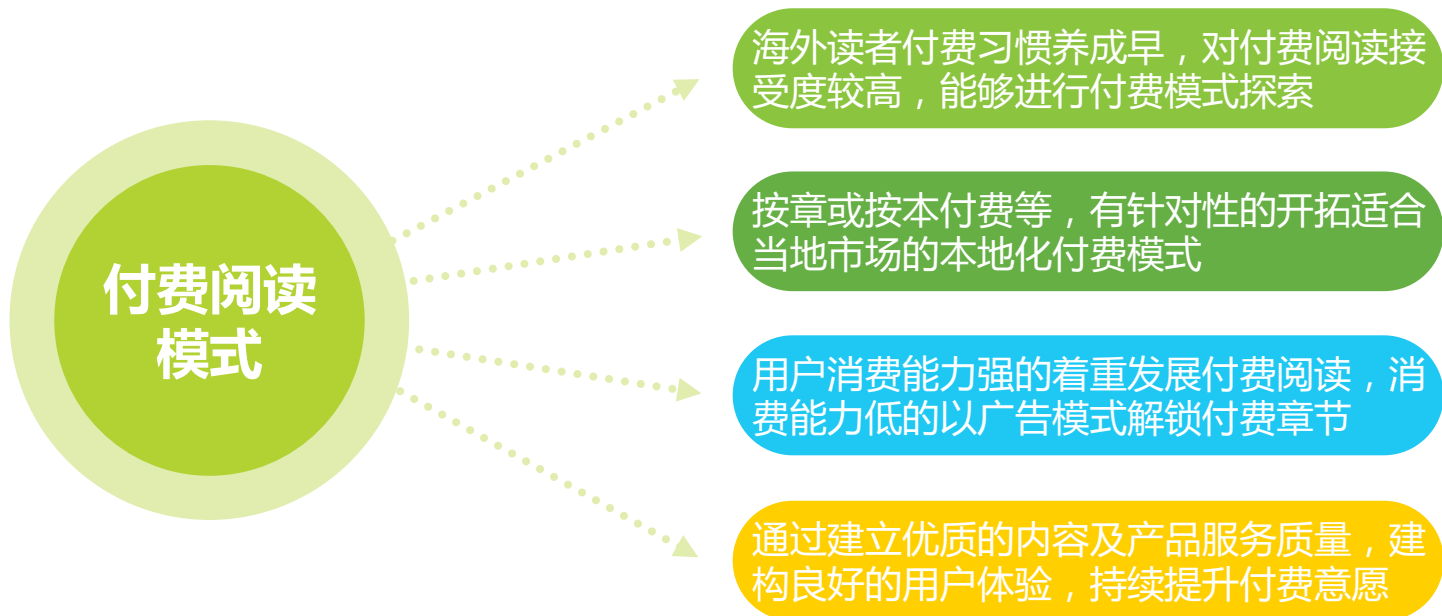 付费阅读
模式
海外读者付费习惯养成早，对付费阅读接
受度较高，能够进行付费模式探索
按章或按本付费等，有针对性的开拓适合
当地市场的本地化付费模式
用户消费能力强的着重发展付费阅读，消
费能力低的以广告模式解锁付费章节
通过建立优质的内容及产品服务质量，建
构良好的用户体验，持续提升付费意愿